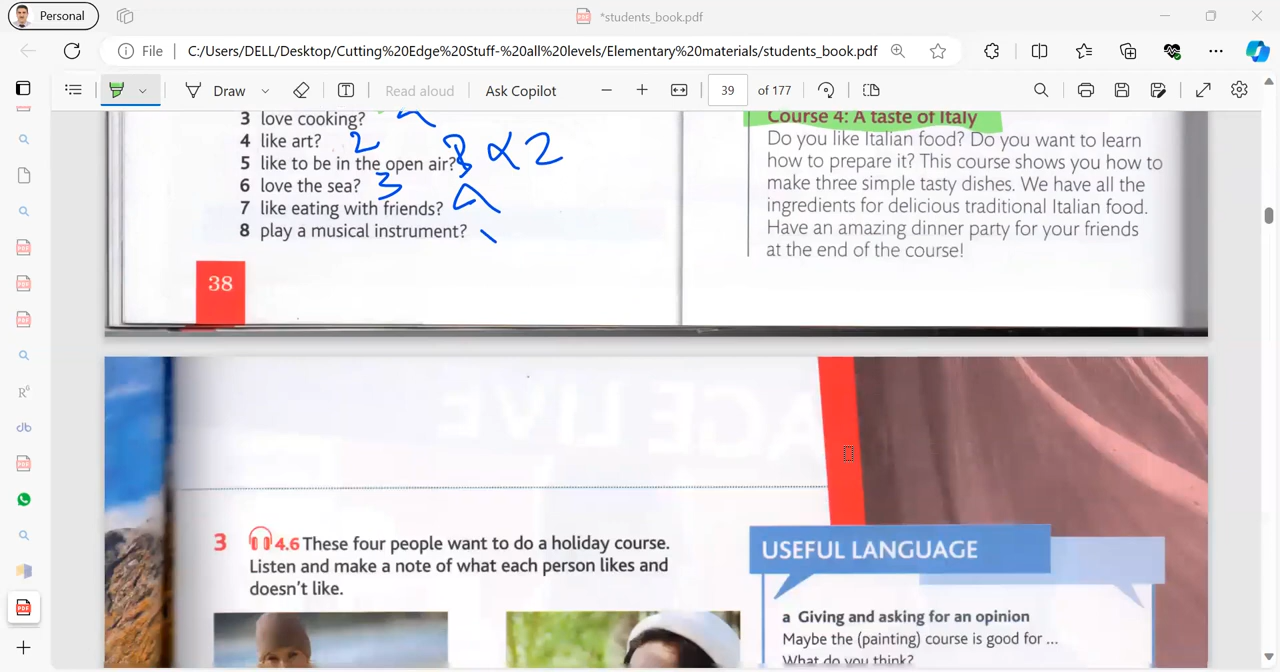 Personal
*students_book.pdf
File
C:/Users/DELL/Desktop/Cutting%20Edge%20Stuff-%20all%20levels/Elementary%20materials/students_book.pdf
Draw
Read aloud
Ask Copilot
39
of 177
3 love cooking?
4 like art? 2
5 like to be in the open air? 2
6 love the sea? 3
7 like eating with friends?
8 play a musical instrument?
38
Course 4: A taste of Italy
Do you like Italian food? Do you want to learn
how to prepare it? This course shows you how to
make three simple tasty dishes. We have all the
ingredients for delicious traditional Italian food.
Have an amazing dinner party for your friends
at the end of the course!
3 4.6 These four people want to do a holiday course.
Listen and make a note of what each person likes and
doesn't like.
USEFUL LANGUAGE
a Giving and asking for an opinion
Maybe the (painting) course is good for ...
What do you think?